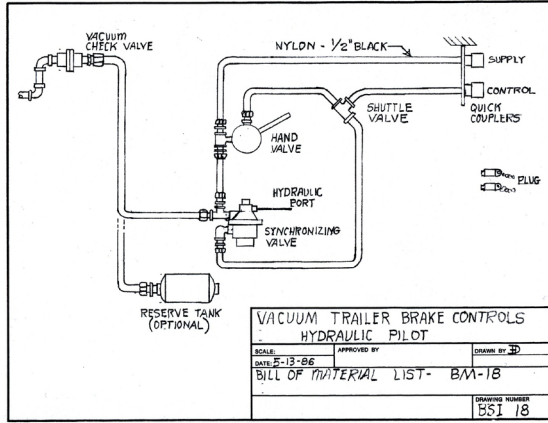 VACUUM
CHECK VALVE
NYLON - 1/2" BLACK
SUPPLY
CONTROL
QUICK
COUPLERS
SHUTTLE
VALVE
HAND
VALVE
PLUG
HYDRAULIC
PORT
SYNCHRONIZING
VALVE
RESERVE TANK
(OPTIONAL)
VACUUM TRAILER BRAKE CONTROLS
HYDRAULIC PILOT
SCALE:
APPROVED BY
DRAWN BY
DATE: 5-13-86
BILL OF MATERIAL LIST- BM-18
DRAWING NUMBER
BSI 18